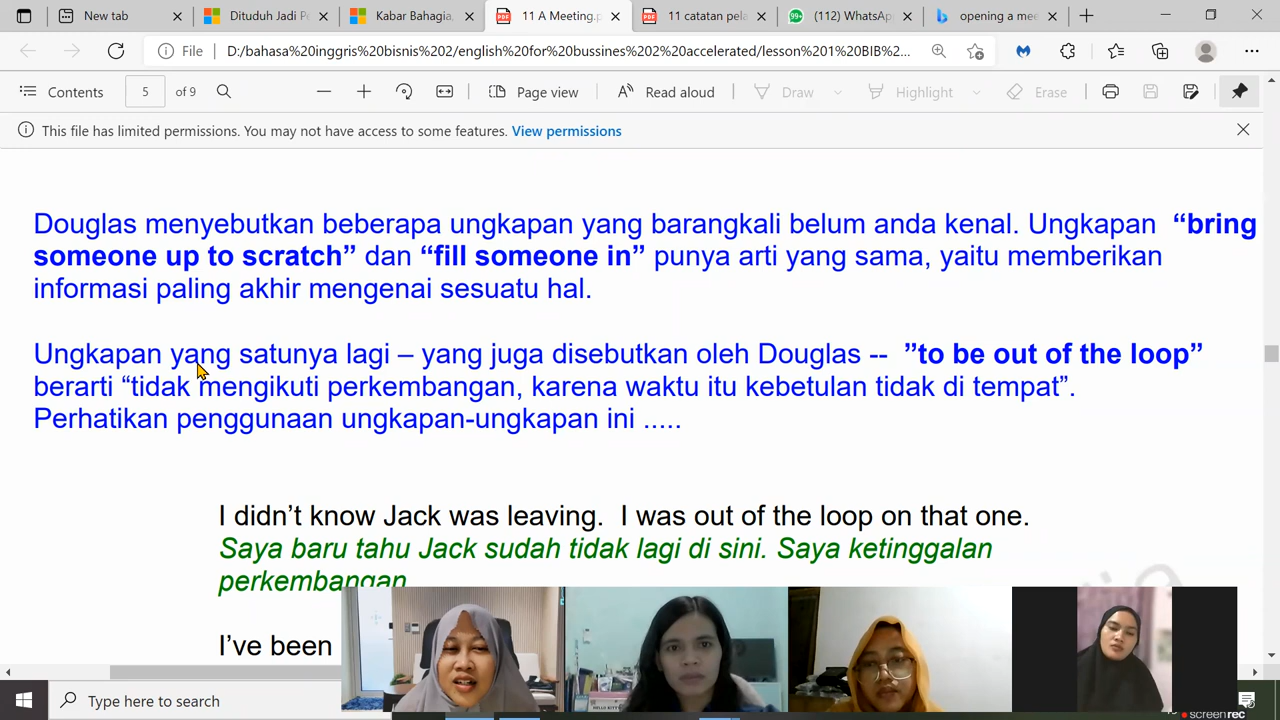 New tab
Dituduh Jadi P
Kabar Bahagia,
11 A Meeting.p
11 catatan pela
(112) WhatsAp
opening a mee
File
D:/bahasa%20inggris%20bisnis%202/english%20for%20bussines%202%20accelerated/lesson%201%20BIB%2...
Contents
5
of 9
Page view
Read aloud
Draw
Highlight
Erase
This file has limited permissions. You may not have access to some features. View permissions
Douglas menyebutkan beberapa ungkapan yang barangkali belum anda kenal. Ungkapan “bring
someone up to scratch” dan “fill someone in” punya arti yang sama, yaitu memberikan
informasi paling akhir mengenai sesuatu hal.
Ungkapan yang satunya lagi – yang juga disebutkan oleh Douglas -- ”to be out of the loop”
berarti “tidak mengikuti perkembangan, karena waktu itu kebetulan tidak di tempat”.
Perhatikan penggunaan ungkapan-ungkapan ini .....
I didn’t know Jack was leaving. I was out of the loop on that one.
Saya baru tahu Jack sudah tidak lagi di sini. Saya ketinggalan
perkembangan
I’ve been
Type here to search
screenrec